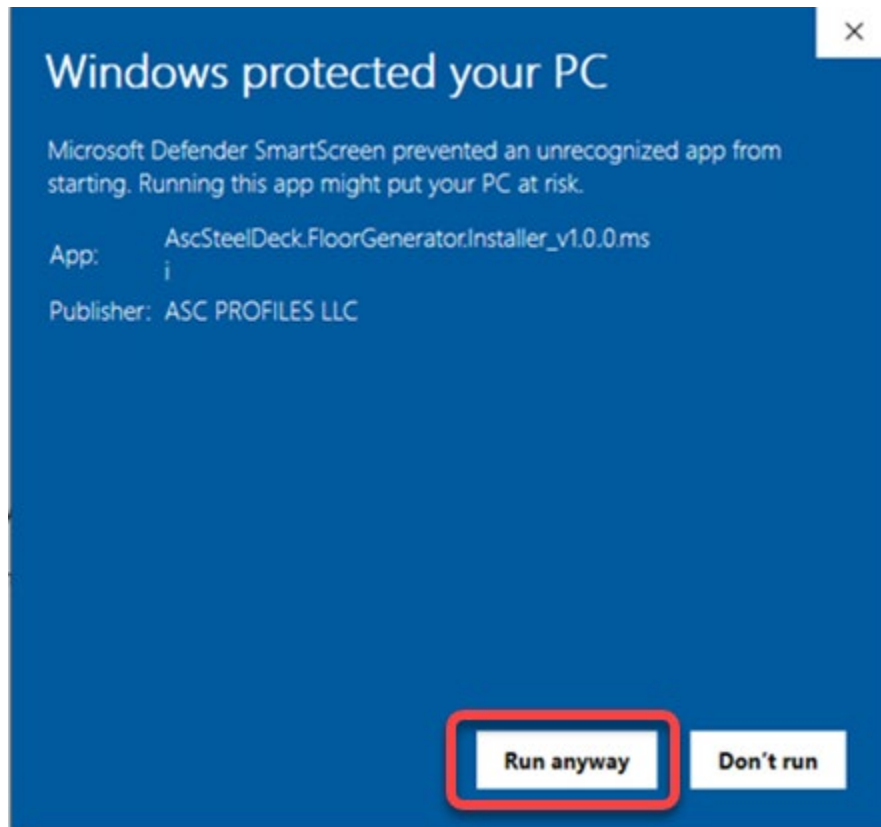 Windows protected your PC
Microsoft Defender SmartScreen prevented an unrecognized app from
starting. Running this app might put your PC at risk.
App: AscSteelDeck.FloorGenerator.Installer_v1.0.0.ms
i
Publisher: ASC PROFILES LLC
Run anyway Don't run